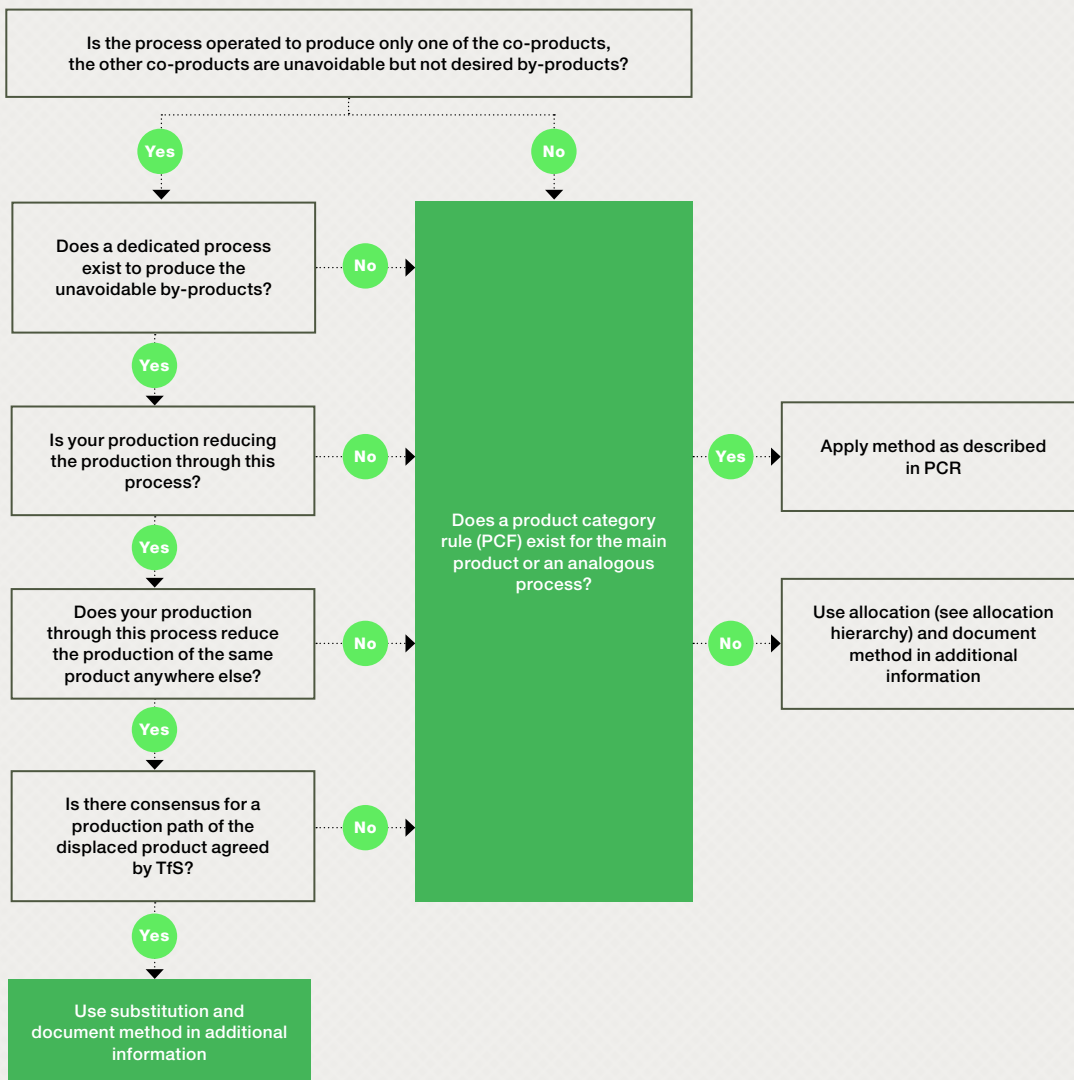 Is the process operated to produce only one of the co-products,
the other co-products are unavoidable but not desired by-products?
Yes
No
Does a dedicated process
exist to produce the
unavoidable by-products?
No
Yes
Is your production reducing
the production through this
process?
No
Yes
Does your production
through this process reduce
the production of the same
product anywhere else?
No
Yes
Is there consensus for a
production path of the
displaced product agreed
by TfS?
No
Yes
Use substitution and
document method in additional
information
Does a product category
rule (PCF) exist for the main
product or an analogous
process?
Yes
Apply method as described
in PCR
No
Use allocation (see allocation
hierarchy) and document
method in additional
information